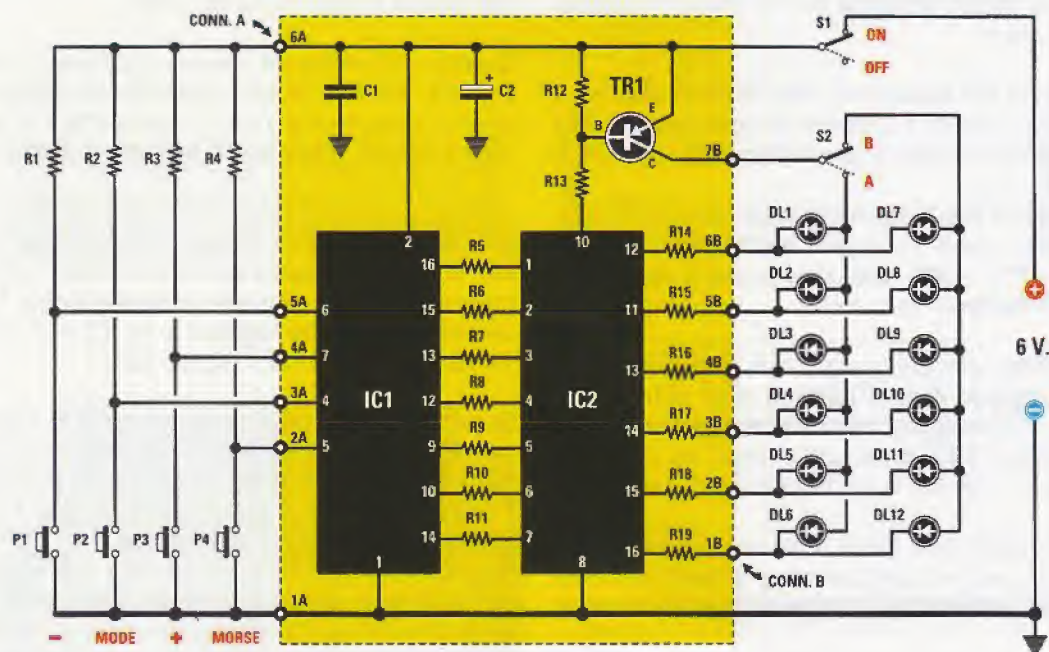 CONN. A
6A
S1
ON
OFF
C1
+
C2
R12
TR1
E
B
C
7B
S2
B
A
R1
R2
R3
R4
R13
DL1
DL7
2
10
12
R14
6B
16
R5
1
DL2
DL8
5A
6
15
R6
2
11
R15
5B
+
4A
7
13
R7
3
DL3
DL9
6 V.
R16
4B
13
3A
4
IC1
12
R8
4
IC2
DL4
DL10
−
R17
3B
14
2A
5
9
R9
5
DL5
DL11
10
R10
6
15
R18
2B
P1
P2
P3
P4
14
R11
7
DL6
DL12
16
R19
1B
1
8
CONN. B
1A
− MODE + MORSE